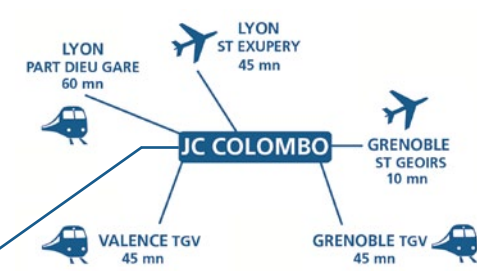 LYON
ST EXUPERY
45 mn
LYON
PART DIEU GARE
60 mn
JC COLOMBO
GRENOBLE
ST GEOIRS
10 mn
VALENCE TGV
45 mn
GRENOBLE TGV
45 mn